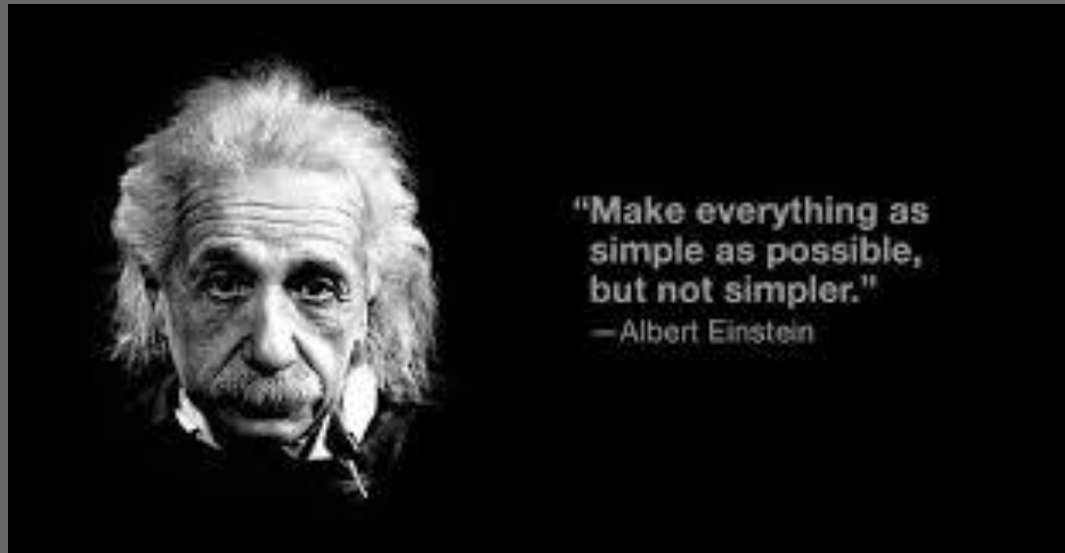 “Make everything as
simple as possible,
but not simpler.”
—Albert Einstein